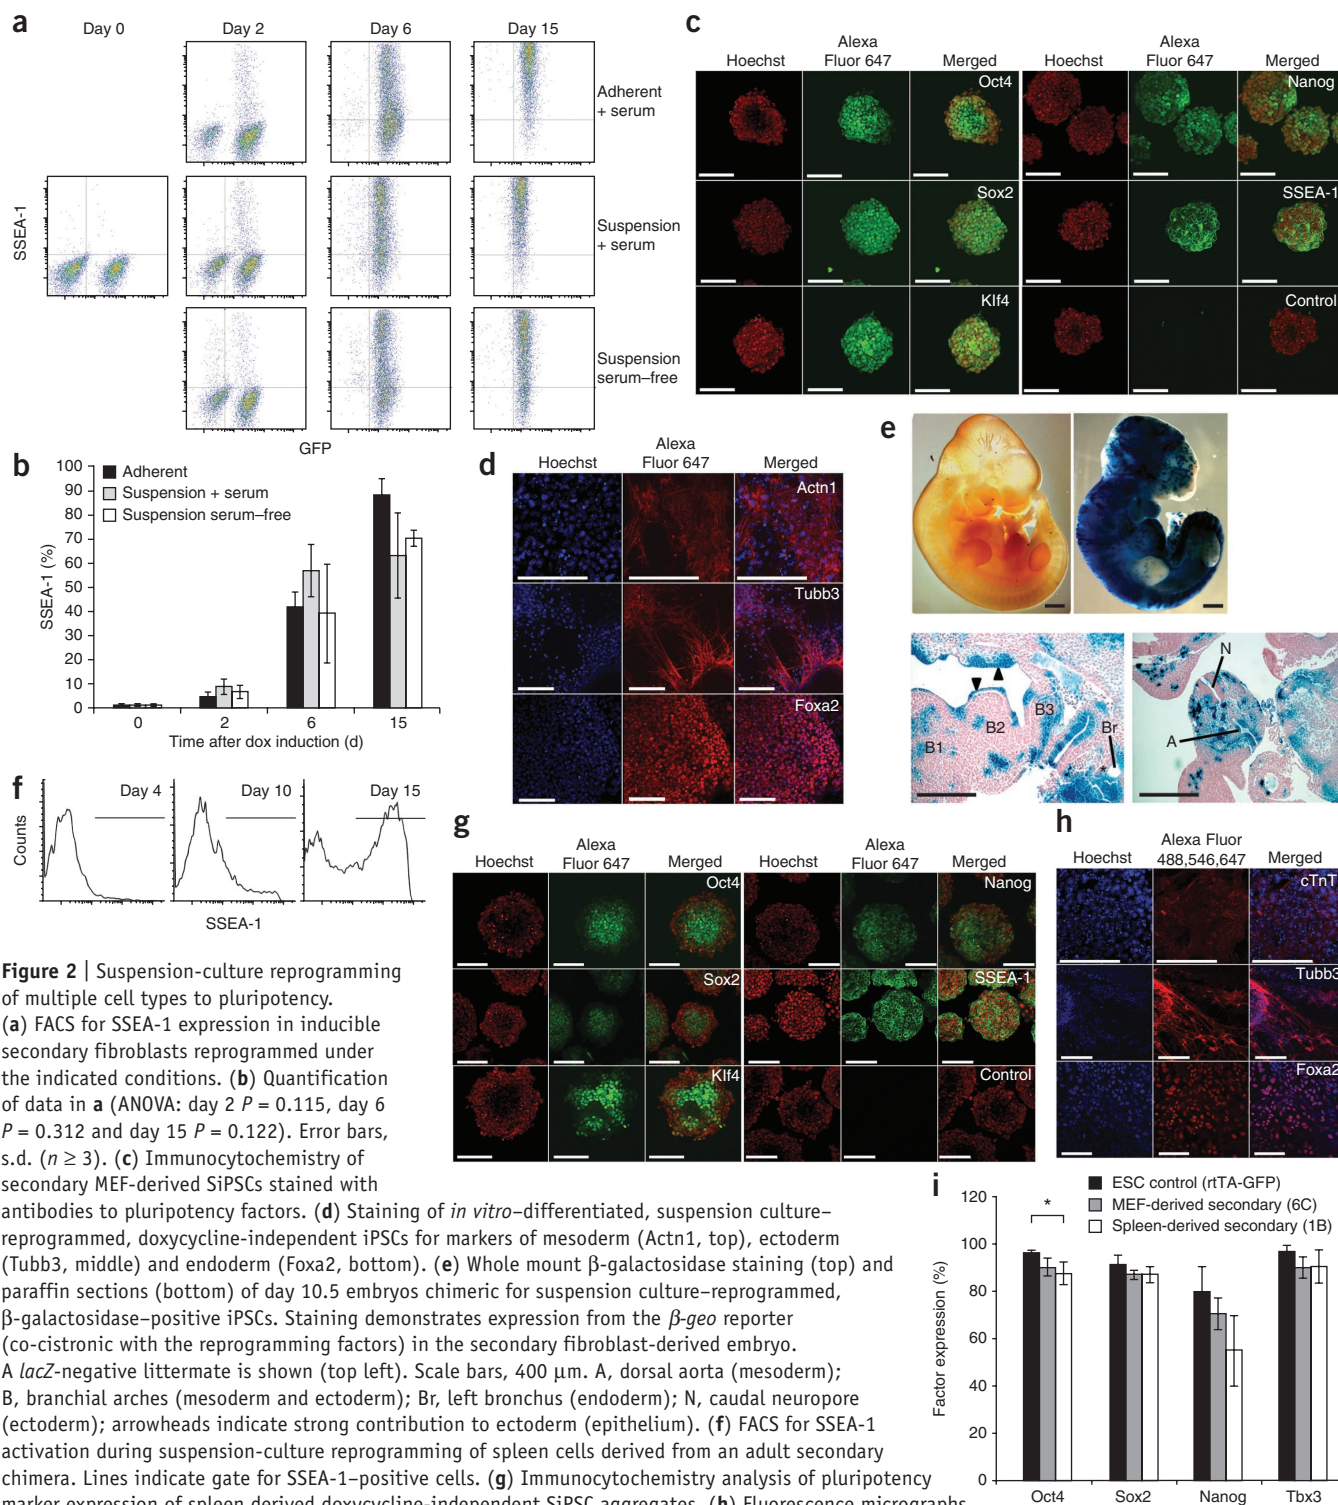 a
Day 0
Day 2
Day 6
Day 15
Adherent
+ serum
Suspension
+ serum
Suspension
serum–free
SSEA-1
GFP
b
100
90
80
70
60
50
40
30
20
10
0
SSEA-1 (%)
Adherent
Suspension + serum
Suspension serum–free
0
2
6
15
Time after dox induction (d)
c
Hoechst
Alexa
Fluor 647
Merged
Hoechst
Alexa
Fluor 647
Merged
Oct4
Nanog
Sox2
SSEA-1
Klf4
Control
d
Hoechst
Alexa
Fluor 647
Merged
Actn1
Tubb3
Foxa2
e
B1
B2
B3
Br
*
N
A
f
Day 4
Day 10
Day 15
Counts
SSEA-1
g
Hoechst
Alexa
Fluor 647
Merged
Hoechst
Alexa
Fluor 647
Merged
Oct4
Nanog
Sox2
SSEA-1
Klf4
Control
h
Hoechst
Alexa Fluor
488,546,647
Merged
cTnT
Tubb3
Foxa2
i
ESC control (rtTA-GFP)
MEF-derived secondary (6C)
Spleen-derived secondary (1B)
*
120
100
80
60
40
20
0
Factor expression (%)
Oct4
Sox2
Nanog
Tbx3
Figure 2 | Suspension-culture reprogramming
of multiple cell types to pluripotency.
(a) FACS for SSEA-1 expression in inducible
secondary fibroblasts reprogrammed under
the indicated conditions. (b) Quantification
of data in a (ANOVA: day 2 P = 0.115, day 6
P = 0.312 and day 15 P = 0.122). Error bars,
s.d. (n ≥ 3). (c) Immunocytochemistry of
secondary MEF-derived SiPSCs stained with
antibodies to pluripotency factors. (d) Staining of in vitro–differentiated, suspension culture–
reprogrammed, doxycycline-independent iPSCs for markers of mesoderm (Actn1, top), ectoderm
(Tubb3, middle) and endoderm (Foxa2, bottom). (e) Whole mount β-galactosidase staining (top) and
paraffin sections (bottom) of day 10.5 embryos chimeric for suspension culture–reprogrammed,
β-galactosidase–positive iPSCs. Staining demonstrates expression from the β-geo reporter
(co-cistronic with the reprogramming factors) in the secondary fibroblast-derived embryo.
A lacZ-negative littermate is shown (top left). Scale bars, 400 μm. A, dorsal aorta (mesoderm);
B, branchial arches (mesoderm and ectoderm); Br, left bronchus (endoderm); N, caudal neuropore
(ectoderm); arrowheads indicate strong contribution to ectoderm (epithelium). (f) FACS for SSEA-1
activation during suspension-culture reprogramming of spleen cells derived from an adult secondary
chimera. Lines indicate gate for SSEA-1–positive cells. (g) Immunocytochemistry analysis of pluripotency
marker expression of spleen derived doxycycline-independent SiPSC aggregates. (h) Fluorescence micrographs